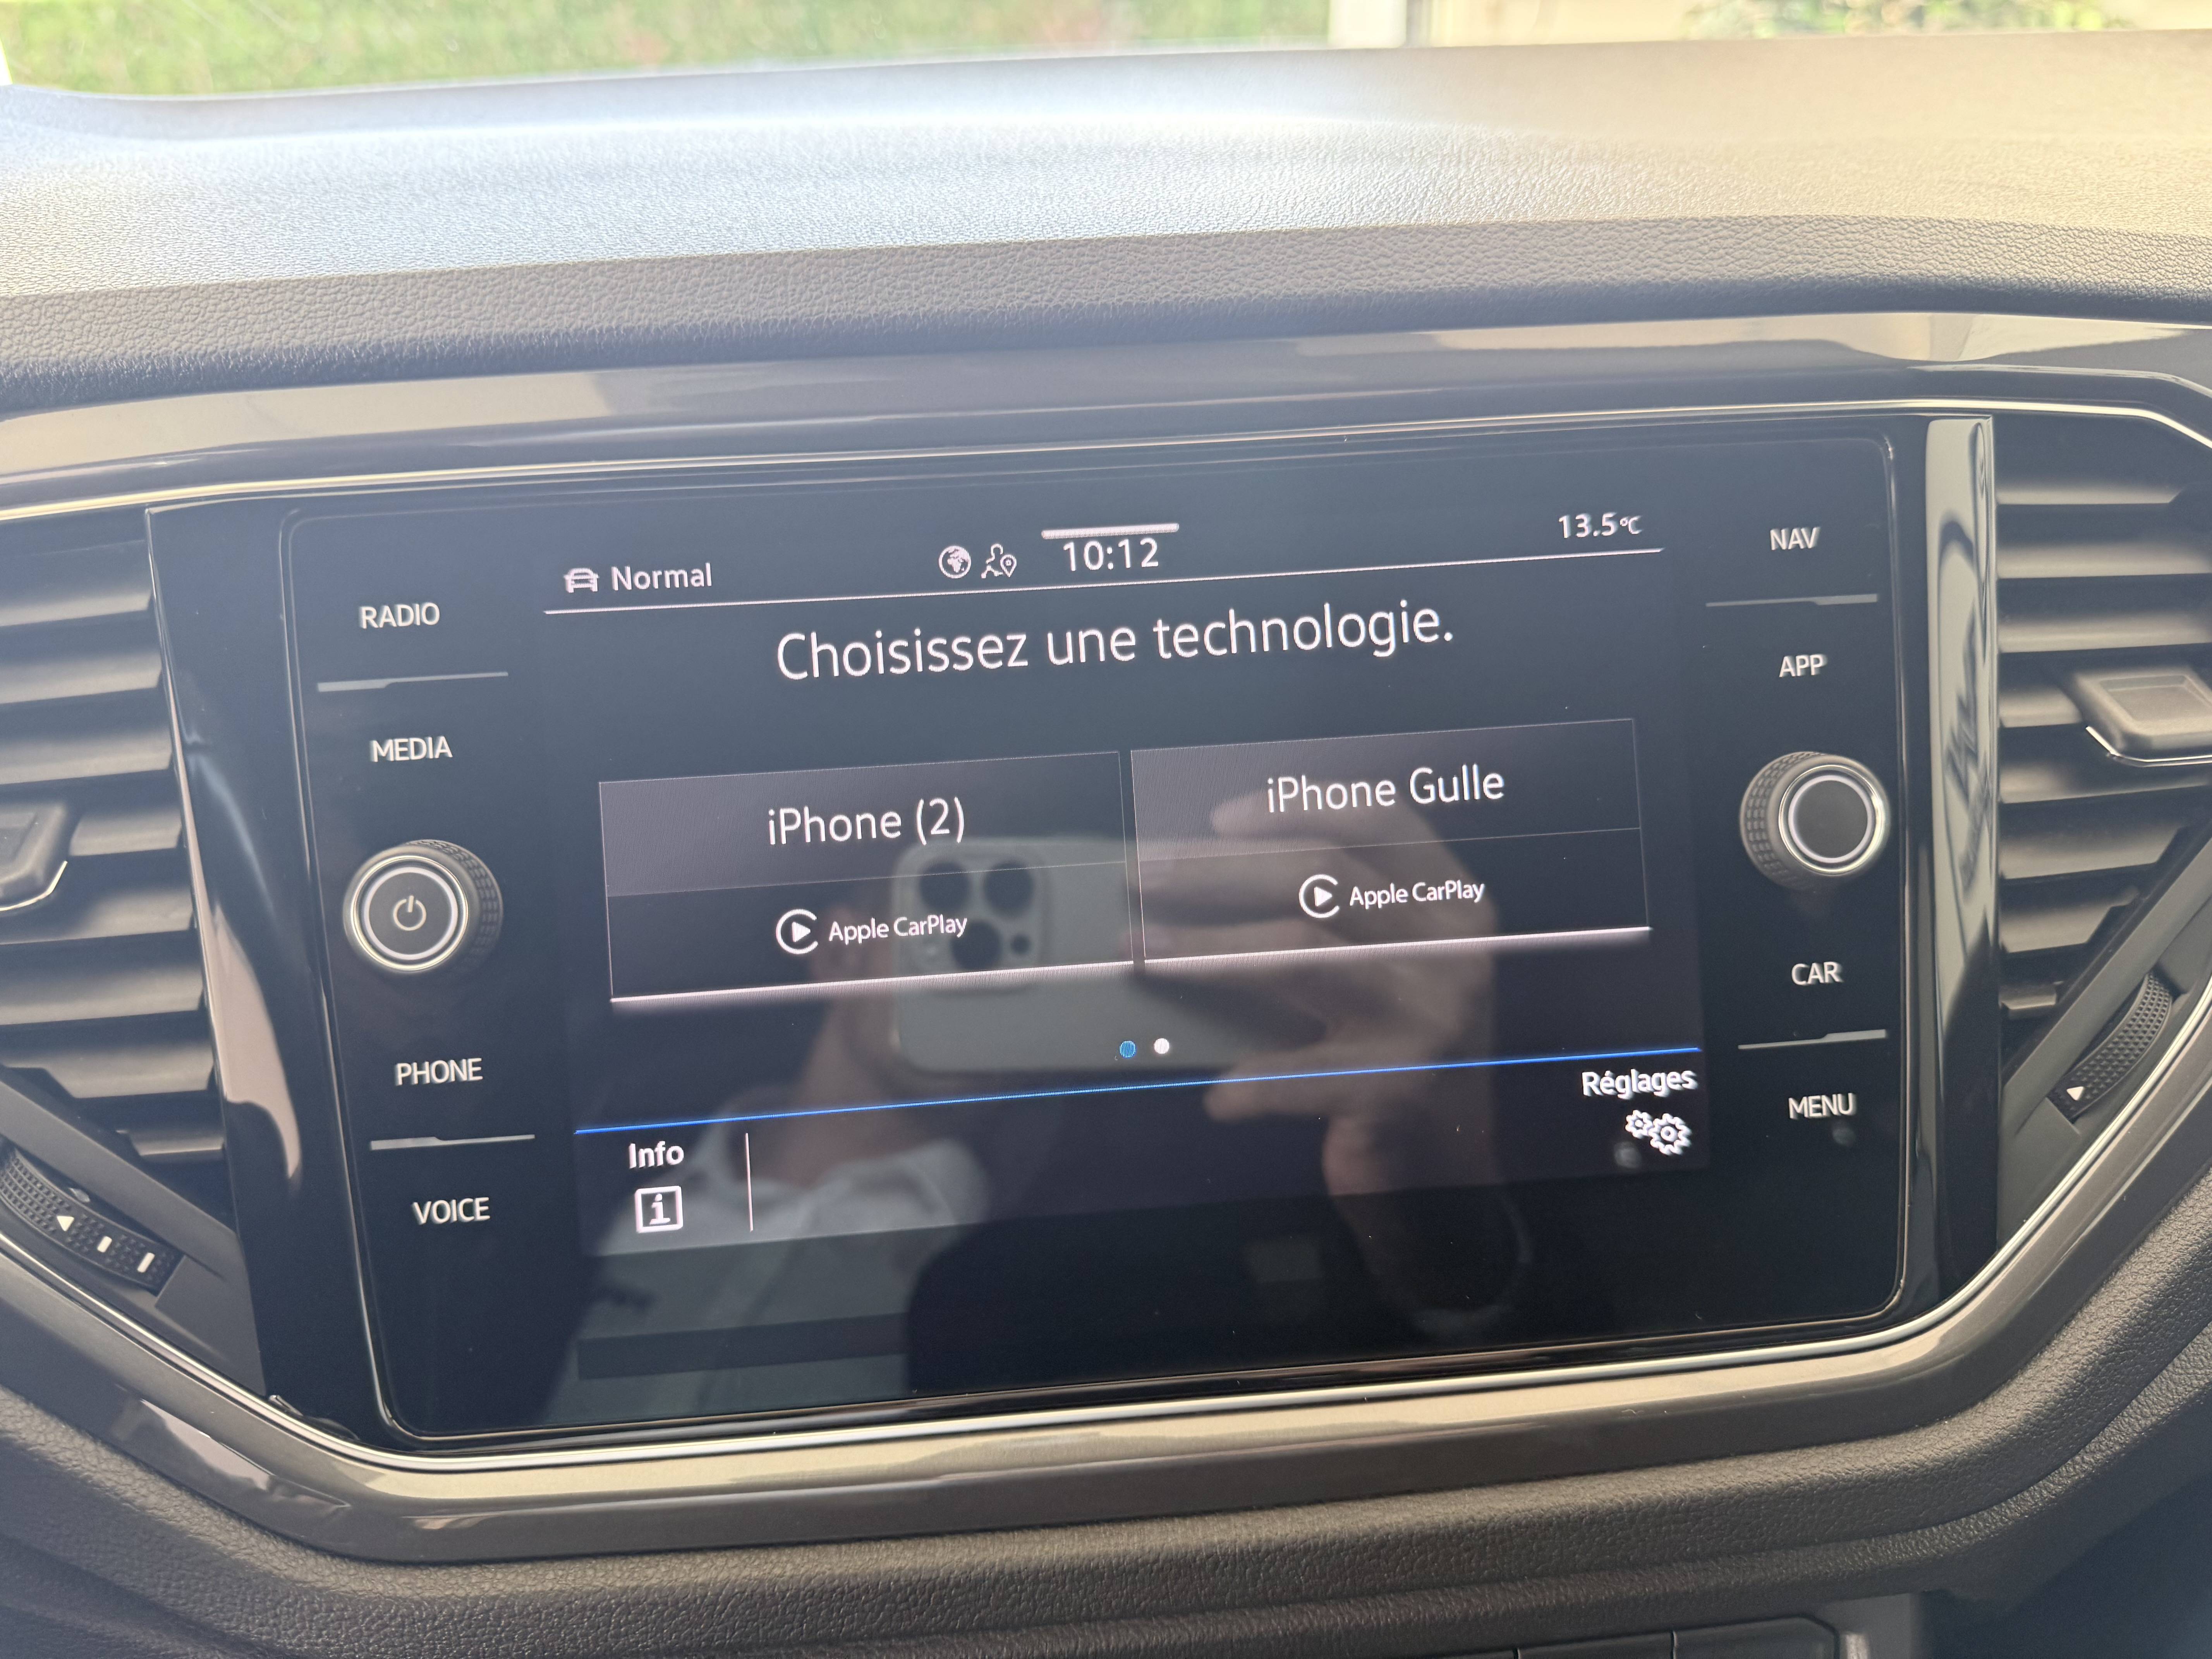 Normal
10:12
13.5°C
Choisissez une technologie.
iPhone (2)
Apple CarPlay
iPhone Gulle
Apple CarPlay
Info
Réglages
RADIO
MEDIA
PHONE
VOICE
NAV
APP
CAR
MENU